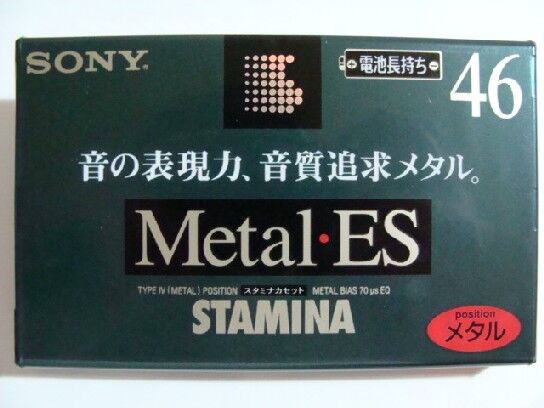 SONY
電池長持ち
46
音の表現力、音質追求メタル。
Metal・ES
TYPE IV (METAL) POSITION スタミナカセット METAL BIAS 70 μs EQ
STAMINA
position
メタル